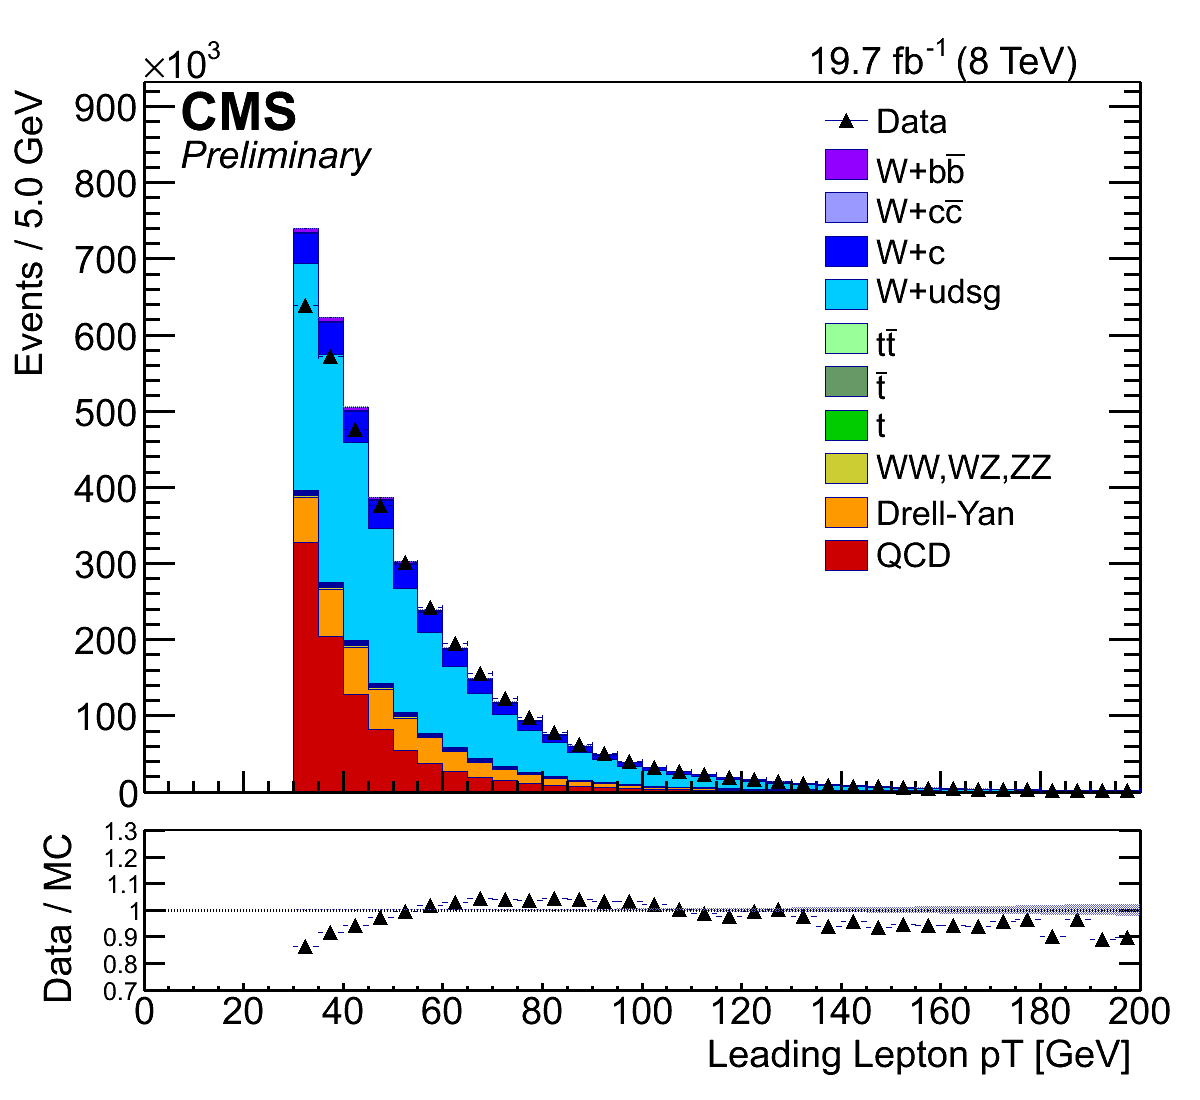 ×10³
19.7 fb⁻¹ (8 TeV)
CMS
Preliminary
Events / 5.0 GeV
900
800
700
600
500
400
300
200
100
0
Data
W+bb̅
W+cc̅
W+c
W+udsg
tt̅
t̅
t
WW,WZ,ZZ
Drell-Yan
QCD
Data / MC
1.3
1.2
1.1
1
0.9
0.8
0.7
0 20 40 60 80 100 120 140 160 180 200
Leading Lepton pT [GeV]